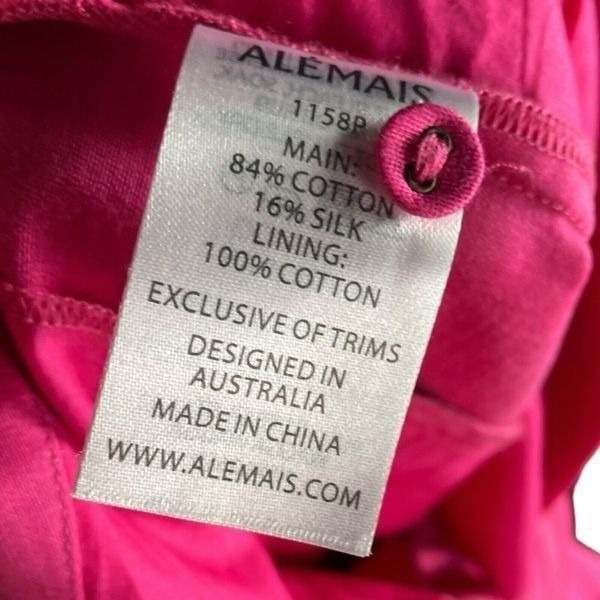 ALÉMAIS
1158P
MAIN:
84% COTTON
16% SILK
LINING:
100% COTTON
EXCLUSIVE OF TRIMS
DESIGNED IN
AUSTRALIA
MADE IN CHINA
WWW.ALEMAIS.COM